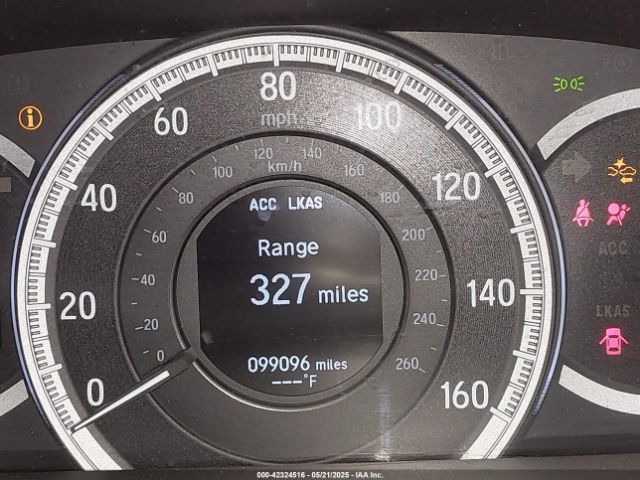 80
60 mph 100
120 140
100 km/h 160
40 80 180 120
ACC LKAS
60 200
Range
ACC
40 327 miles 220
20 140
20 240
LKAS
0 099096 miles 260
---°F
0 160
000-42324516 - 05/21/2025 - IAA Inc.